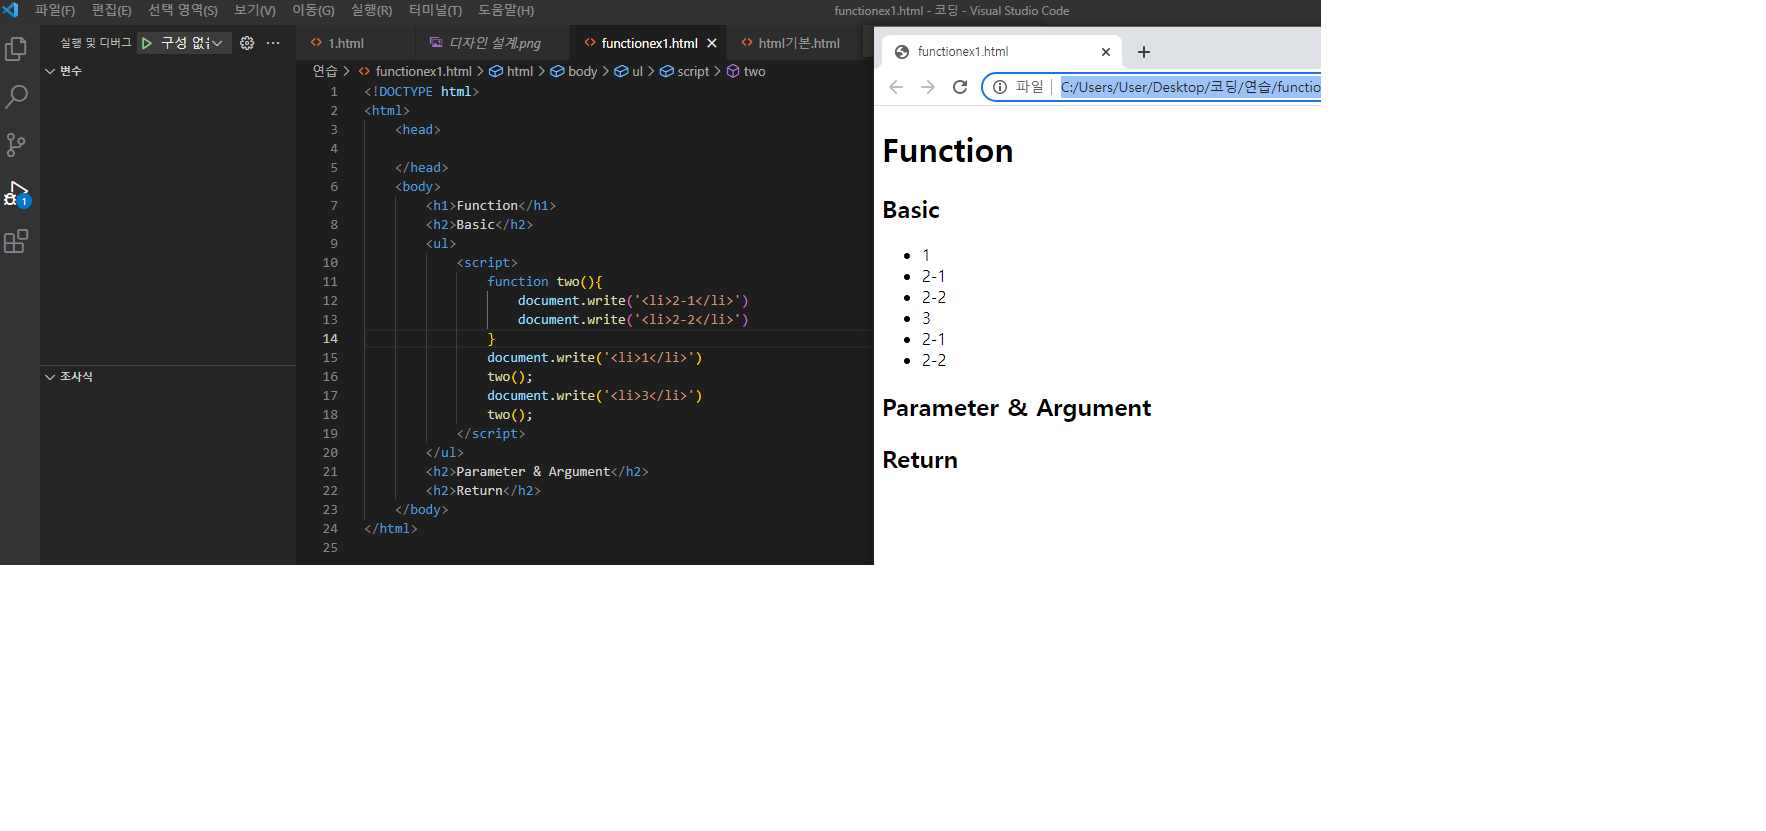 파일(F) 편집(E) 선택 영역(S) 보기(V) 이동(G) 실행(R) 터미널(T) 도움말(H) functionex1.html - 코딩 - Visual Studio Code
실행 및 디버그 구성 없음
변수
조사식
1
1.html 디자인 설계.png functionex1.html html기본.html
연습 > functionex1.html > html > body > ul > script > two
1 <!DOCTYPE html>
2 <html>
3 <head>
4
5 </head>
6 <body>
7 <h1>Function</h1>
8 <h2>Basic</h2>
9 <ul>
10 <script>
11 function two(){
12 document.write('<li>2-1</li>')
13 document.write('<li>2-2</li>')
14 }
15 document.write('<li>1</li>')
16 two();
17 document.write('<li>3</li>')
18 two();
19 </script>
20 </ul>
21 <h2>Parameter & Argument</h2>
22 <h2>Return</h2>
23 </body>
24 </html>
25
functionex1.html
파일 | C:/Users/User/Desktop/코딩/연습/functio
Function
Basic
• 1
• 2-1
• 2-2
• 3
• 2-1
• 2-2
Parameter & Argument
Return